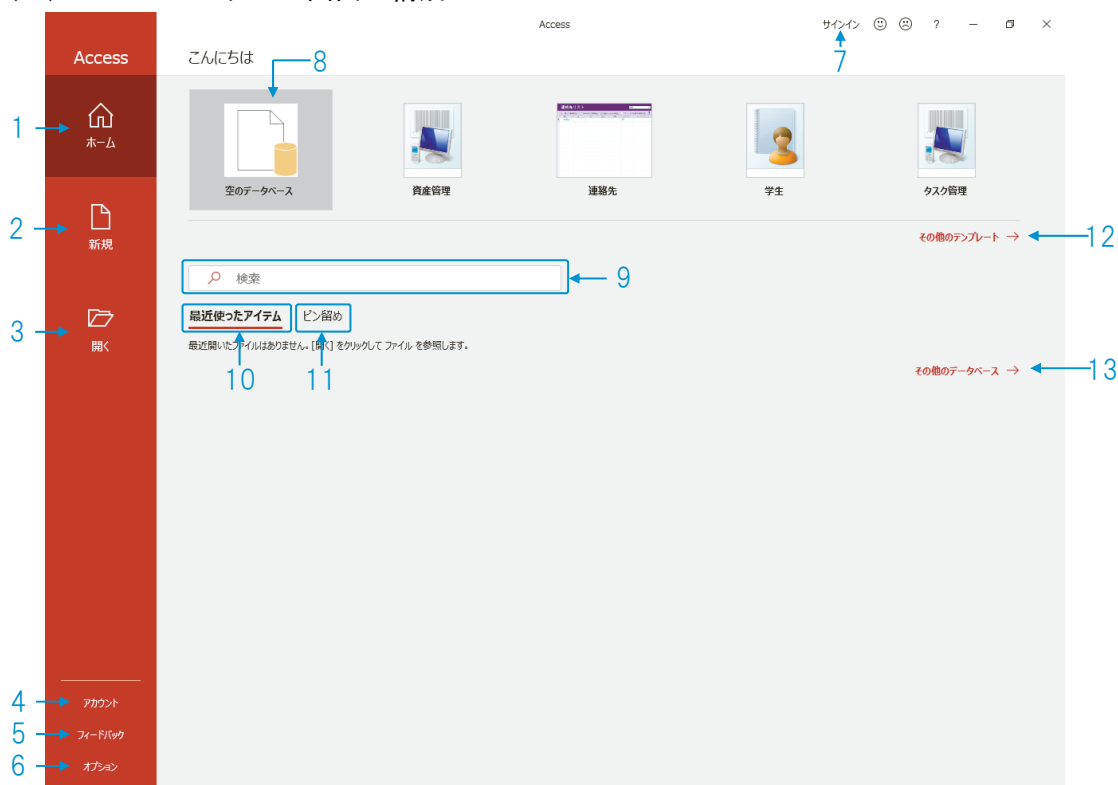 Access
サインイン
?
7
Access
こんにちは
8
1
ホーム
空のデータベース
資産管理
連絡先
学生
タスク管理
2
新規
その他のテンプレート
12
検索
9
3
開く
最近使ったアイテム
ピン留め
最近開いたファイルはありません。[開く] をクリックして ファイル を参照します。
10
11
その他のデータベース
13
4
アカウント
5
フィードバック
6
オプション